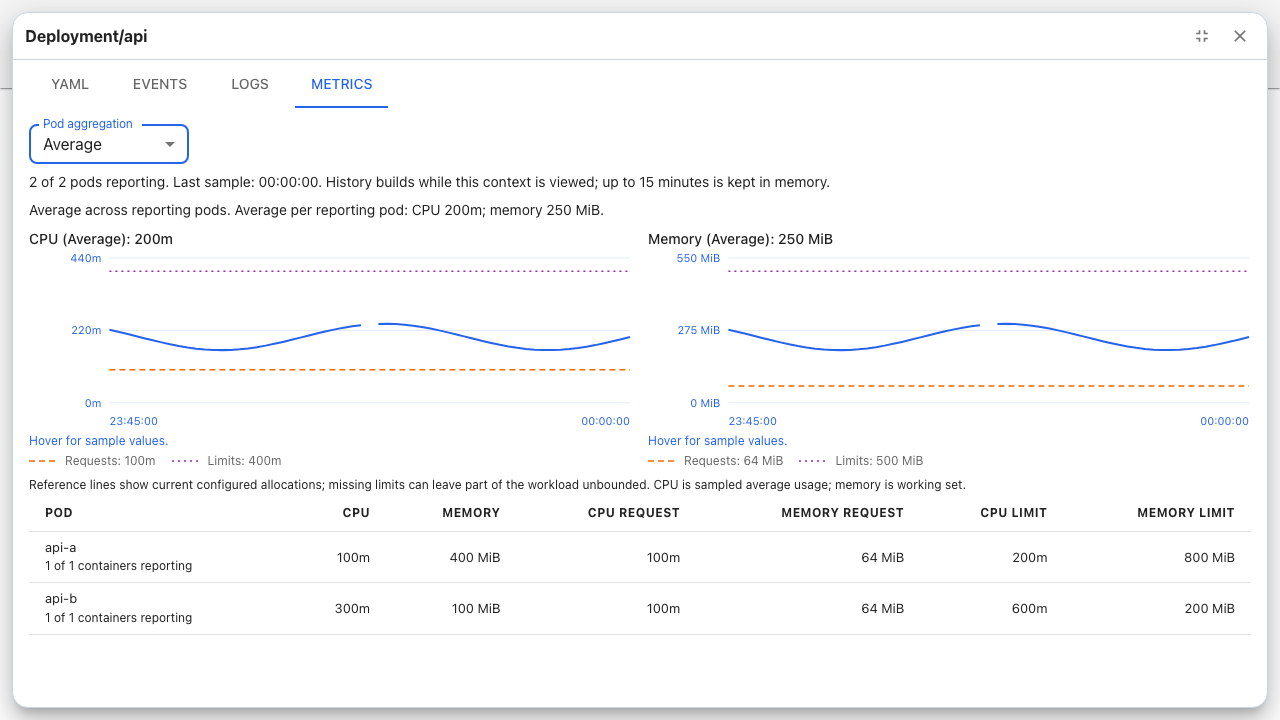 Deployment/api
YAML EVENTS LOGS METRICS
Pod aggregation
Average
2 of 2 pods reporting. Last sample: 00:00:00. History builds while this context is viewed; up to 15 minutes is kept in memory.
Average across reporting pods. Average per reporting pod: CPU 200m; memory 250 MiB.
CPU (Average): 200m
440m
220m
0m
23:45:00 00:00:00
Hover for sample values.
Requests: 100m Limits: 400m
Memory (Average): 250 MiB
550 MiB
275 MiB
0 MiB
23:45:00 00:00:00
Hover for sample values.
Requests: 64 MiB Limits: 500 MiB
Reference lines show current configured allocations; missing limits can leave part of the workload unbounded. CPU is sampled average usage; memory is working set.
POD CPU MEMORY CPU REQUEST MEMORY REQUEST CPU LIMIT MEMORY LIMIT
api-a
1 of 1 containers reporting
100m 400 MiB 100m 64 MiB 200m 800 MiB
api-b
1 of 1 containers reporting
300m 100 MiB 100m 64 MiB 600m 200 MiB